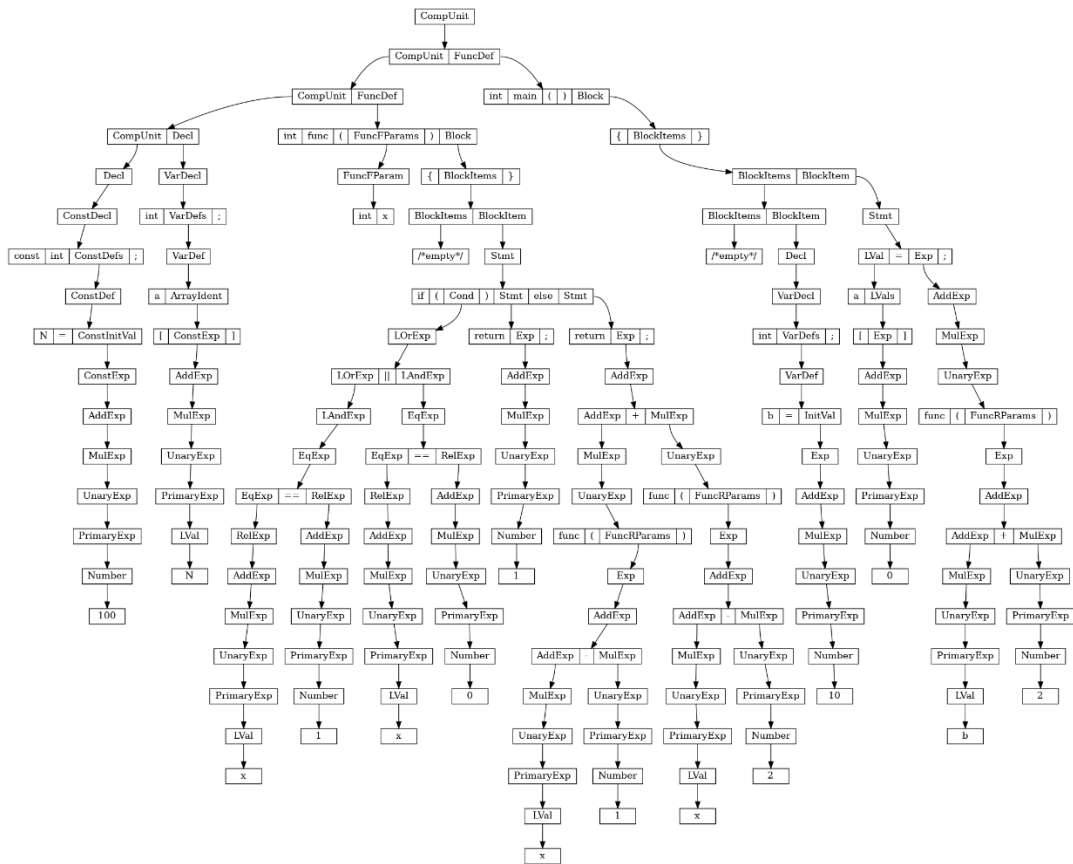 CompUnit
CompUnit FuncDef
CompUnit FuncDef int main ( ) Block
CompUnit Decl int func ( FuncFParams ) Block { BlockItems }
Decl VarDecl FuncFParam { BlockItems } BlockItems BlockItem
ConstDecl int VarDefs ; int x BlockItems BlockItem BlockItems BlockItem Stmt
const int ConstDefs ; VarDef /*empty*/ Stmt /*empty*/ Decl LVal = Exp ;
ConstDef a ArrayIdent if ( Cond ) Stmt else Stmt VarDecl a LVals AddExp
N = ConstInitVal [ ConstExp ] LOrExp return Exp ; return Exp ; int VarDefs ; [ Exp ] MulExp
ConstExp AddExp LOrExp || LAndExp AddExp AddExp VarDef AddExp UnaryExp
AddExp MulExp LAndExp EqExp MulExp AddExp + MulExp b = InitVal MulExp func ( FuncRParams )
MulExp UnaryExp EqExp EqExp == RelExp UnaryExp MulExp UnaryExp Exp UnaryExp Exp
UnaryExp PrimaryExp EqExp == RelExp RelExp AddExp PrimaryExp UnaryExp func ( FuncRParams ) AddExp PrimaryExp AddExp
PrimaryExp LVal RelExp AddExp AddExp MulExp Number func ( FuncRParams ) Exp MulExp Number AddExp + MulExp
Number N AddExp MulExp MulExp UnaryExp 1 Exp AddExp UnaryExp 0 MulExp UnaryExp
100 MulExp UnaryExp UnaryExp PrimaryExp AddExp AddExp - MulExp PrimaryExp UnaryExp PrimaryExp
UnaryExp PrimaryExp PrimaryExp Number AddExp - MulExp MulExp UnaryExp Number PrimaryExp Number
PrimaryExp Number LVal 0 MulExp UnaryExp UnaryExp PrimaryExp 10 LVal 2
LVal 1 x UnaryExp PrimaryExp PrimaryExp Number b
x PrimaryExp Number LVal 2
LVal 1 x
x